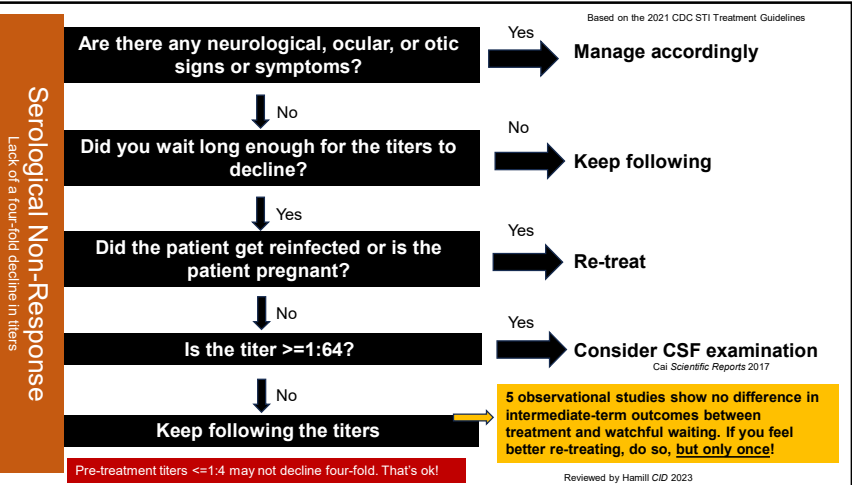 Based on the 2021 CDC STI Treatment Guidelines
Serological Non-Response
Lack of a four-fold decline in titers
Are there any neurological, ocular, or otic
signs or symptoms?
Yes
Manage accordingly
No
Did you wait long enough for the titers to
decline?
No
Keep following
Yes
Did the patient get reinfected or is the
patient pregnant?
Yes
Re-treat
No
Is the titer >=1:64?
Yes
Consider CSF examination
Cai Scientific Reports 2017
No
Keep following the titers
5 observational studies show no difference in
intermediate-term outcomes between
treatment and watchful waiting. If you feel
better re-treating, do so, but only once!
Pre-treatment titers <=1:4 may not decline four-fold. That's ok!
Reviewed by Hamill CID 2023